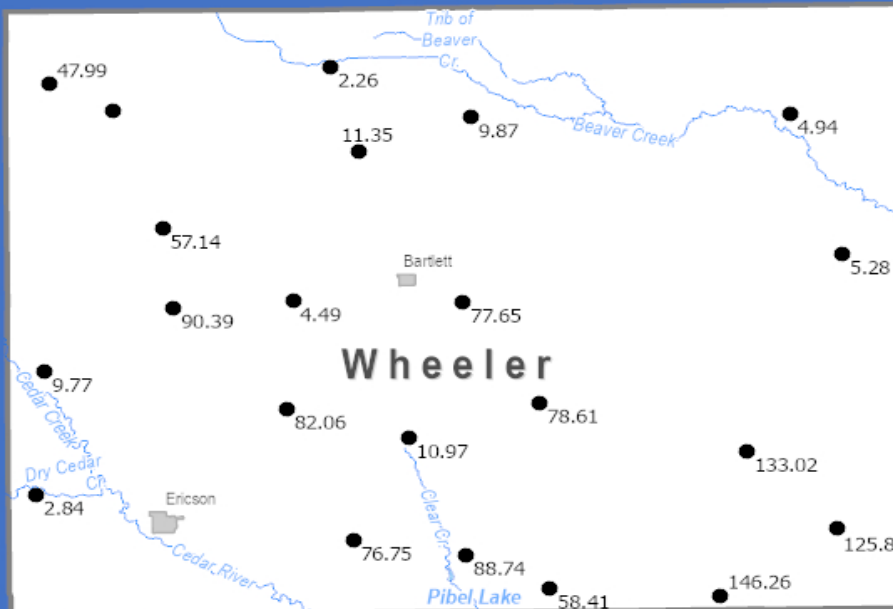 Trib of
Beaver
Cr.
47.99
2.26
9.87
Beaver Creek
4.94
11.35
57.14
Bartlett
5.28
90.39
4.49
77.65
Wheeler
9.77
Cedar Creek
82.06
78.61
10.97
133.02
Dry Cedar
Cr.
2.84
Ericson
Clear Cr.
125.8
Cedar River
76.75
88.74
146.26
Pibel Lake
58.41